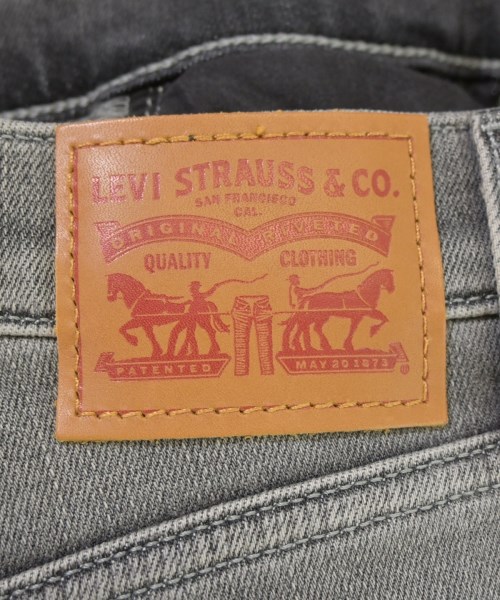 LEVI STRAUSS & CO.
SAN FRANCISCO
CAL.
ORIGINAL RIVETED
QUALITY CLOTHING
PATENTED MAY 20 1873
®